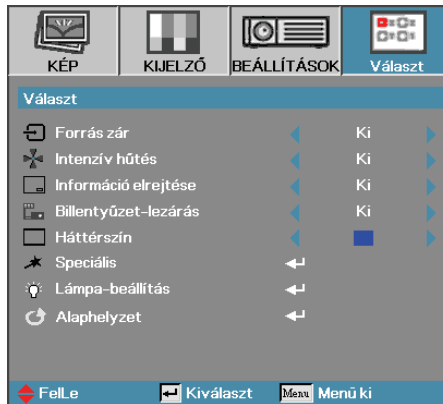 KÉP KIJELZŐ BEÁLLÍTÁSOK Választ
Választ
Forrás zár Ki
Intenzív hűtés Ki
Információ elrejtése Ki
Billentyűzet-lezárás Ki
Háttérszín
Speciális
Lámpa-beállítás
Alaphelyzet
FelLe Kiválaszt Menu Menü ki